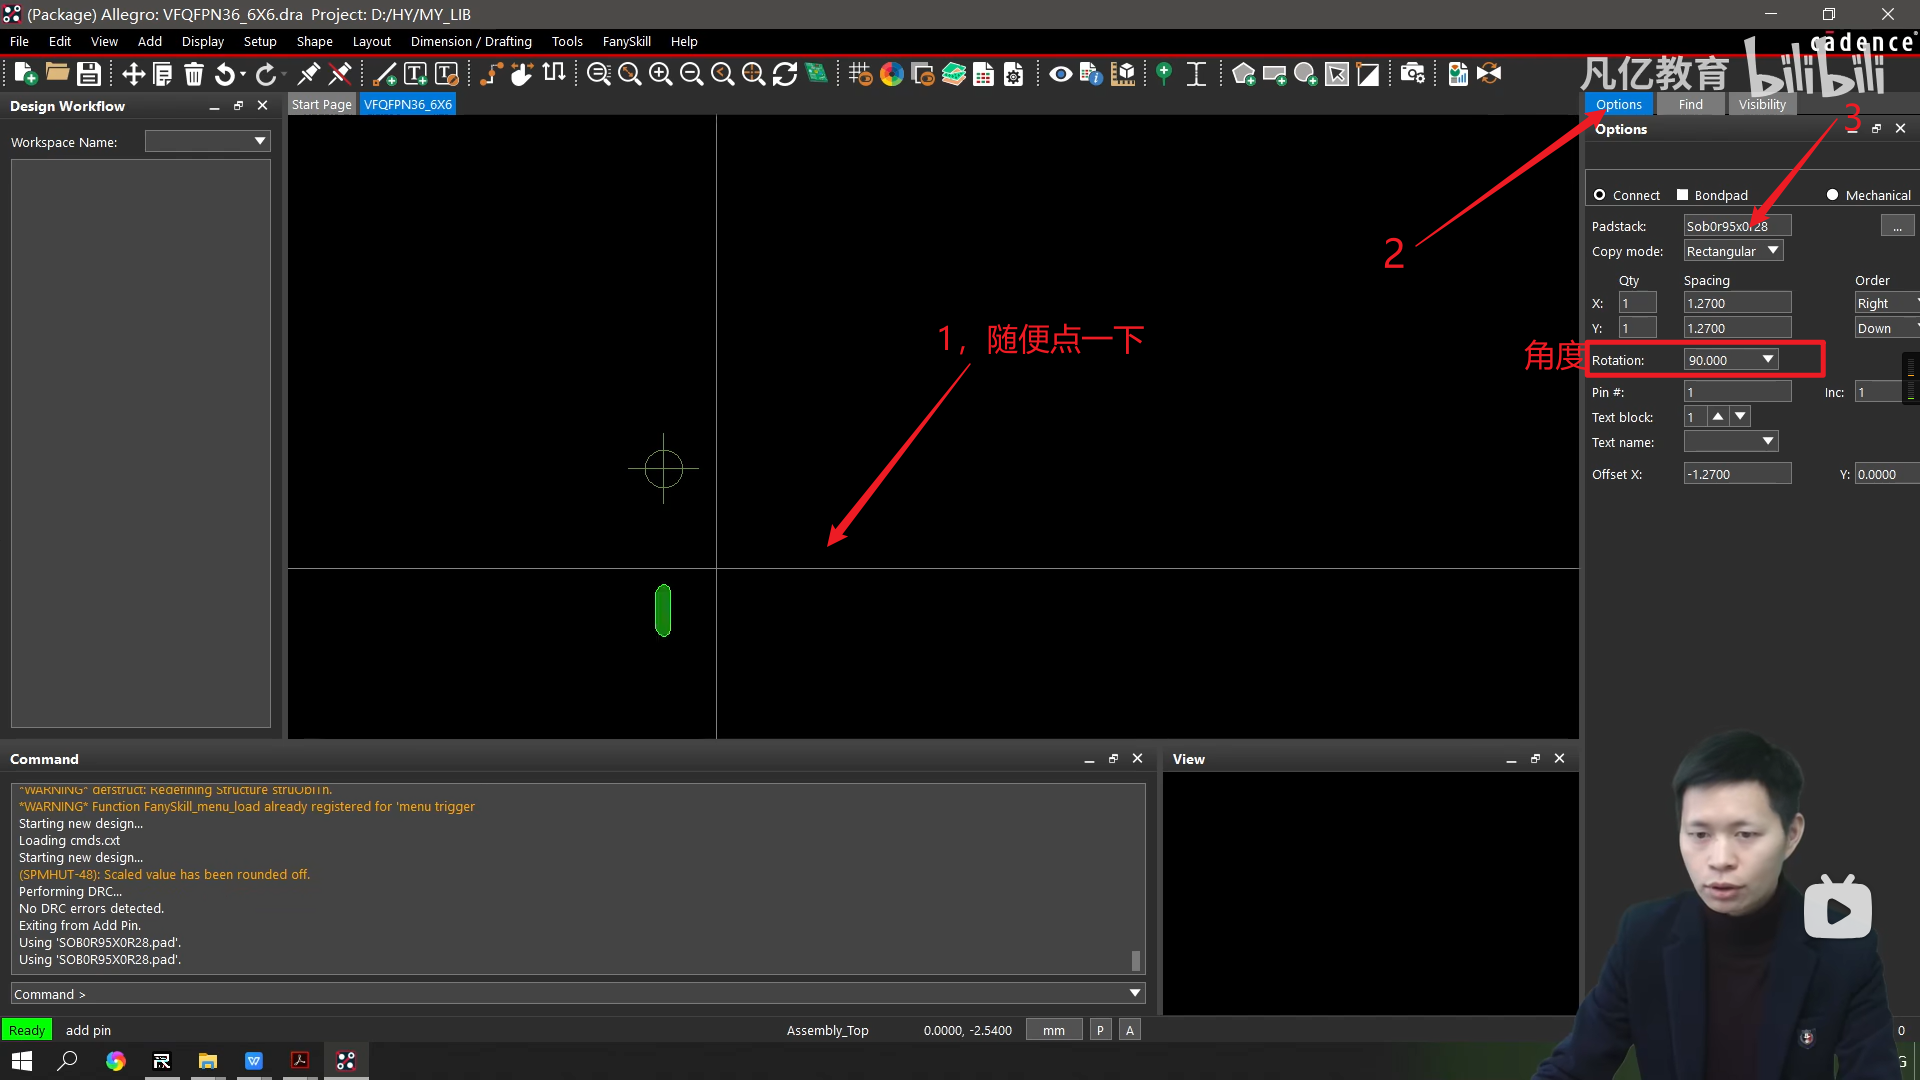 (Package) Allegro: VFQFPN36_6X6.dra  Project: D:/HY/MY_LIB
File Edit View Add Display Setup Shape Layout Dimension / Drafting Tools FanySkill Help
cādence
凡亿教育 bilibili
Design Workflow
Start Page VFQFPN36_6X6
Options Find Visibility
3
Options
Workspace Name:
Connect Bondpad Mechanical
Padstack: Sob0r95x0r28 ...
2
Copy mode: Rectangular
Qty Spacing Order
X: 1 1.2700 Right
Y: 1 1.2700 Down
1，随便点一下
角度
Rotation: 90.000
Pin #: 1 Inc: 1
Text block: 1
Text name:
Offset X: -1.2700 Y: 0.0000
Command
View
*WARNING* defstruct: Redefining Structure struObjTh.
*WARNING* Function FanySkill_menu_load already registered for 'menu trigger
Starting new design...
Loading cmds.cxt
Starting new design...
(SPMHUT-48): Scaled value has been rounded off.
Performing DRC...
No DRC errors detected.
Exiting from Add Pin.
Using 'SOB0R95X0R28.pad'.
Using 'SOB0R95X0R28.pad'.
Command >
Ready add pin Assembly_Top 0.0000, -2.5400 mm P A 0